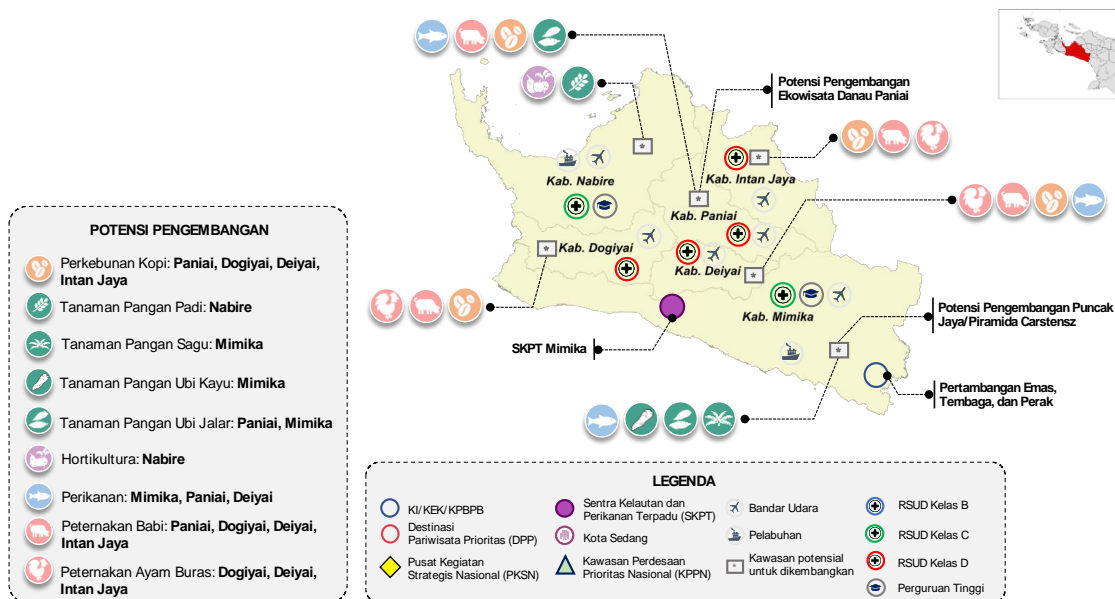 Potensi Pengembangan
Ekowisata Danau Paniai
Kab. Intan Jaya
Kab. Nabire
Kab. Paniai
Kab. Dogiyai
Kab. Deiyai
Kab. Mimika
SKPT Mimika
Potensi Pengembangan Puncak
Jaya/Piramida Carstensz
Pertambangan Emas,
Tembaga, dan Perak
POTENSI PENGEMBANGAN
Perkebunan Kopi: Paniai, Dogiyai, Deiyai,
Intan Jaya
Tanaman Pangan Padi: Nabire
Tanaman Pangan Sagu: Mimika
Tanaman Pangan Ubi Kayu: Mimika
Tanaman Pangan Ubi Jalar: Paniai, Mimika
Hortikultura: Nabire
Perikanan: Mimika, Paniai, Deiyai
Peternakan Babi: Paniai, Dogiyai, Deiyai,
Intan Jaya
Peternakan Ayam Buras: Dogiyai, Deiyai,
Intan Jaya
LEGENDA
KI/ KEK/ KPBPB
Destinasi
Pariwisata Prioritas (DPP)
Pusat Kegiatan
Strategis Nasional (PKSN)
Sentra Kelautan dan
Perikanan Terpadu (SKPT)
Kota Sedang
Kawasan Perdesaan
Prioritas Nasional (KPPN)
Bandar Udara
Pelabuhan
Kawasan potensial
untuk dikembangkan
RSUD Kelas B
RSUD Kelas C
RSUD Kelas D
Perguruan Tinggi